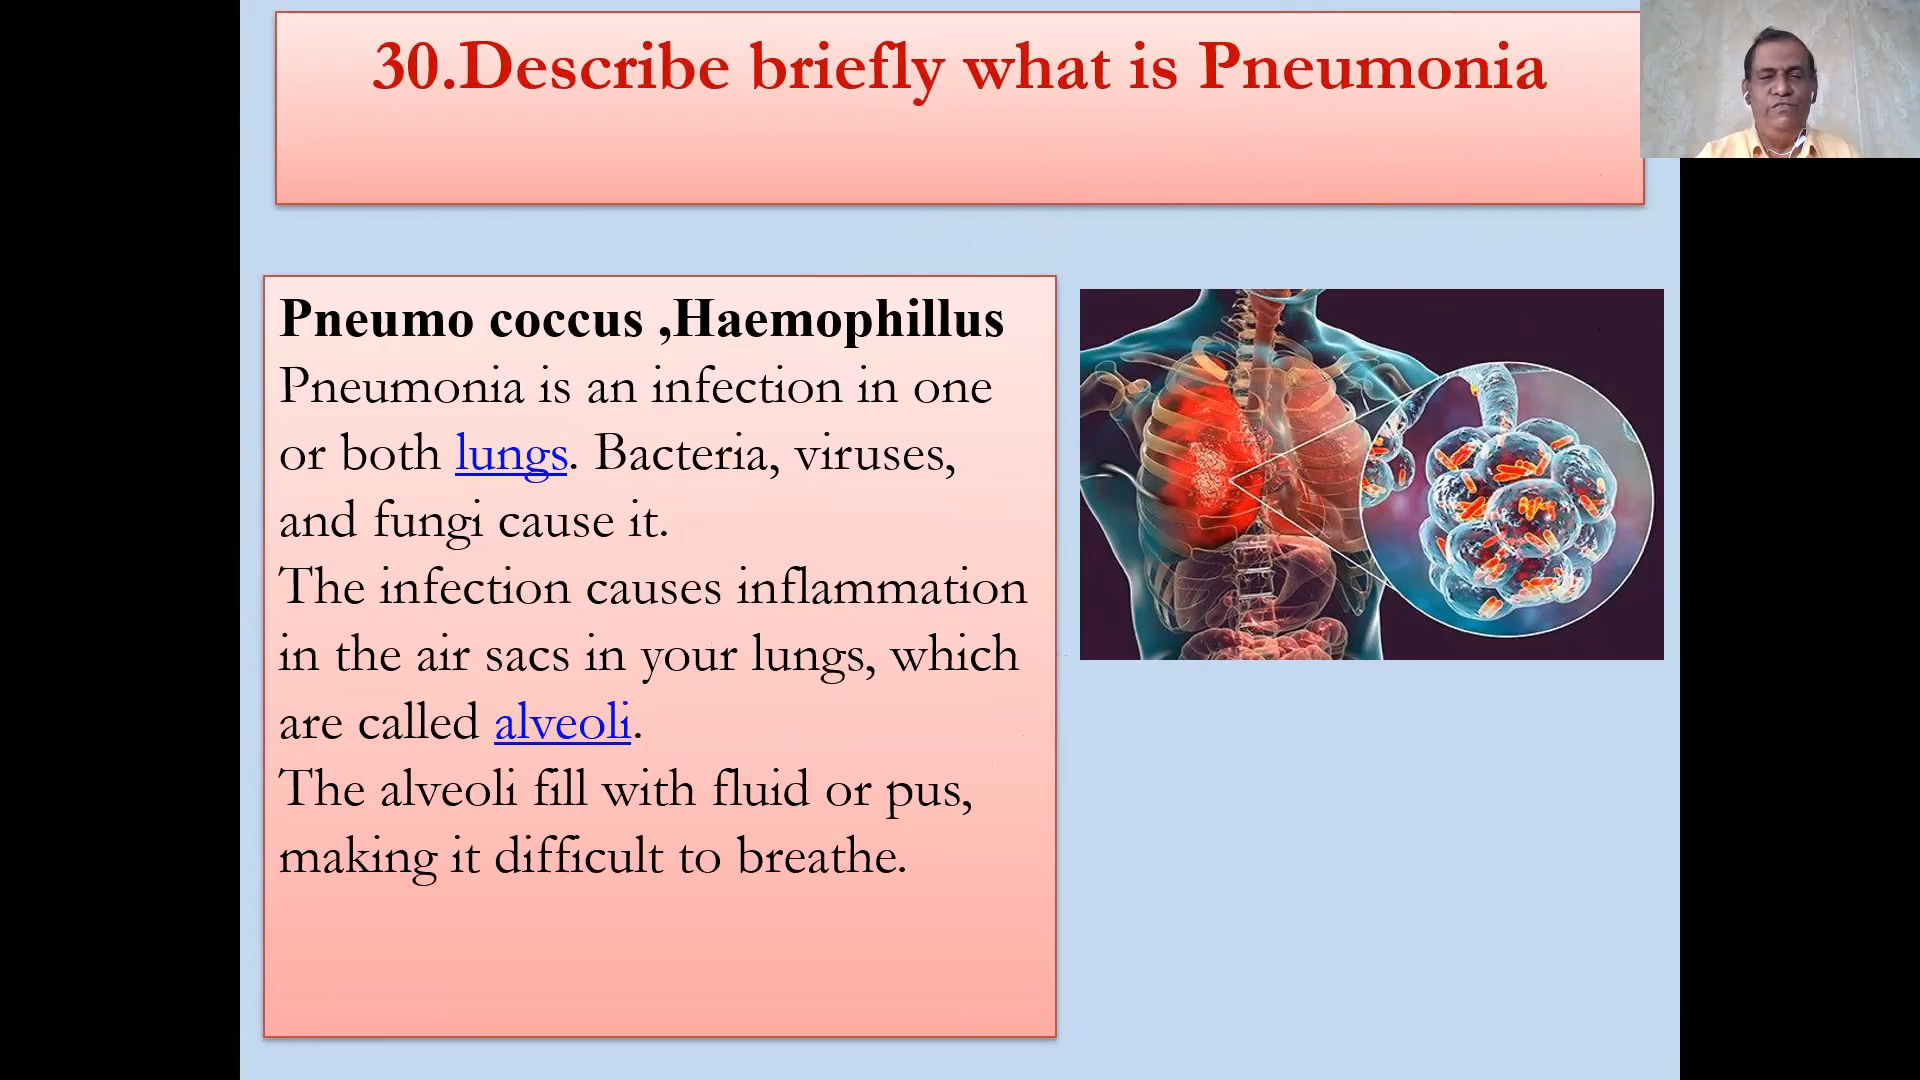 30.Describe briefly what is Pneumonia
Pneumo coccus ,Haemophillus
Pneumonia is an infection in one
or both lungs. Bacteria, viruses,
and fungi cause it.
The infection causes inflammation
in the air sacs in your lungs, which
are called alveoli.
The alveoli fill with fluid or pus,
making it difficult to breathe.